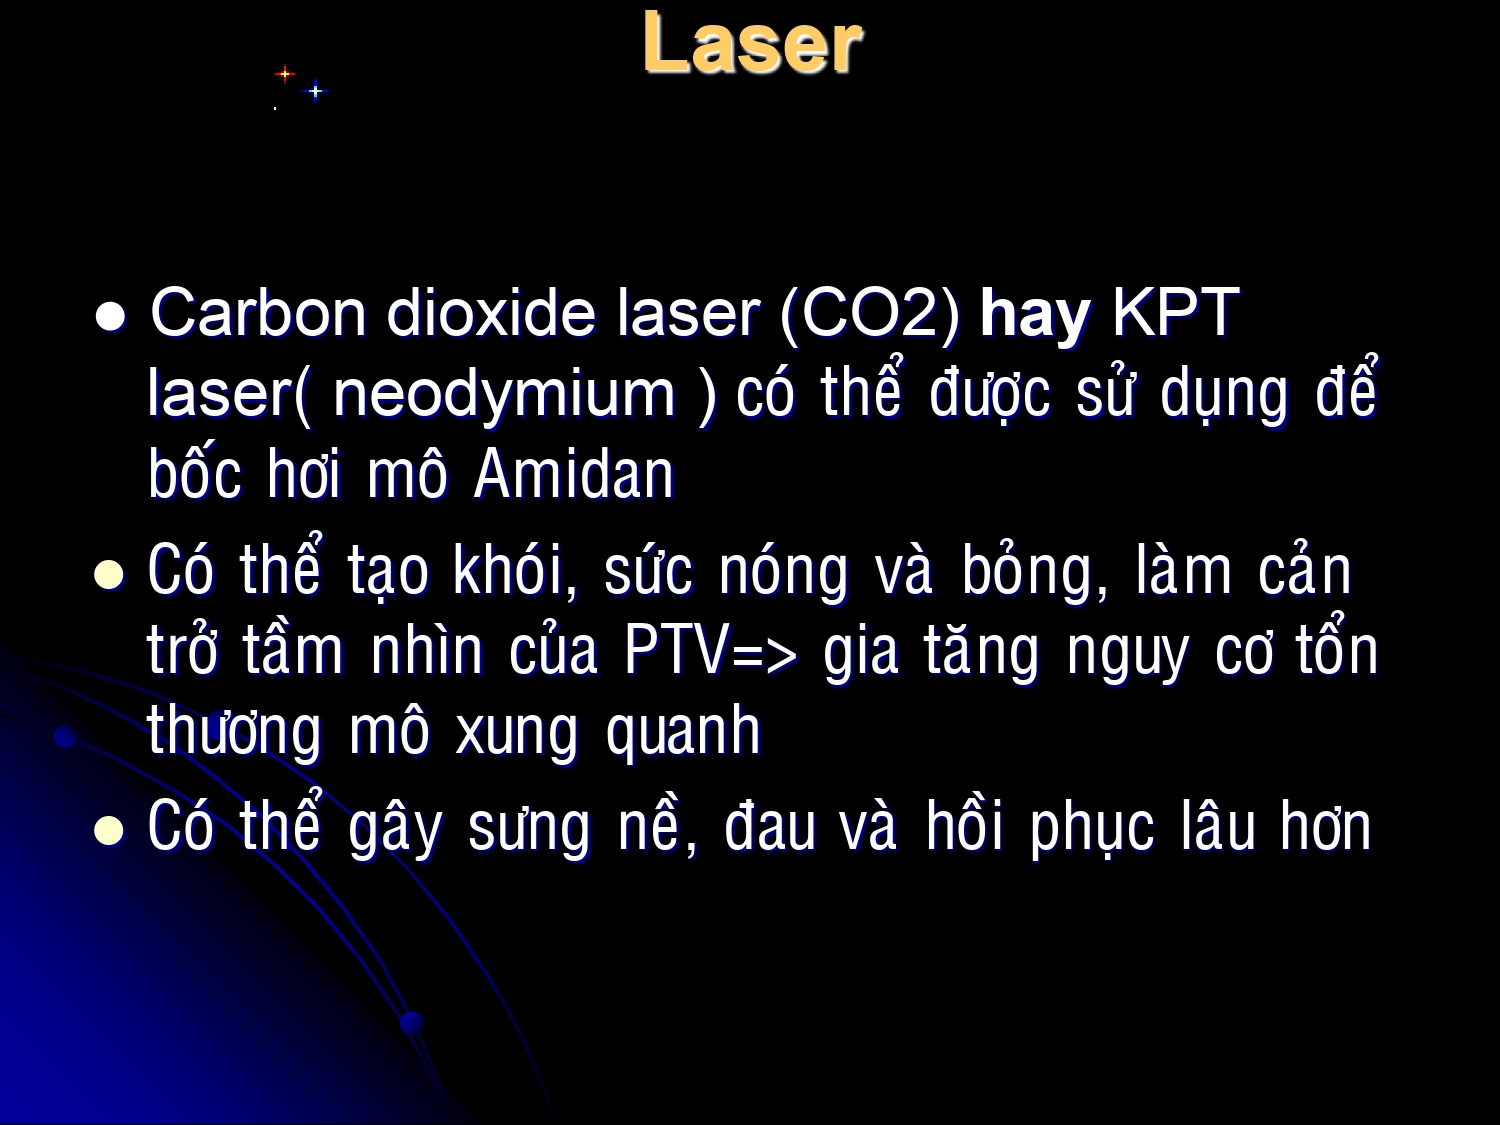 Laser
● Carbon dioxide laser (CO2) hay KPT
laser( neodymium ) có thể được sử dụng để
bốc hơi mô Amidan
● Có thể tạo khói, sức nóng và bỏng, làm cản
trở tầm nhìn của PTV=> gia tăng nguy cơ tổn
thương mô xung quanh
● Có thể gây sưng nề, đau và hồi phục lâu hơn